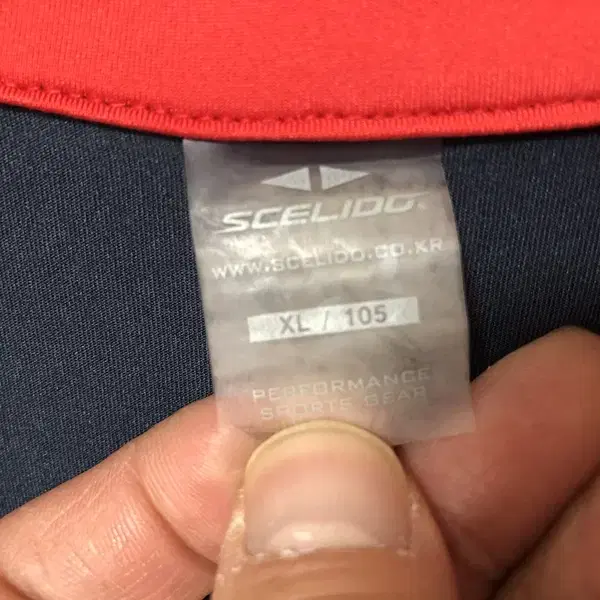 SCELIDO
WWW.SCELIDO.CO.KR
XL / 105
PERFORMANCE
SPORTS GEAR